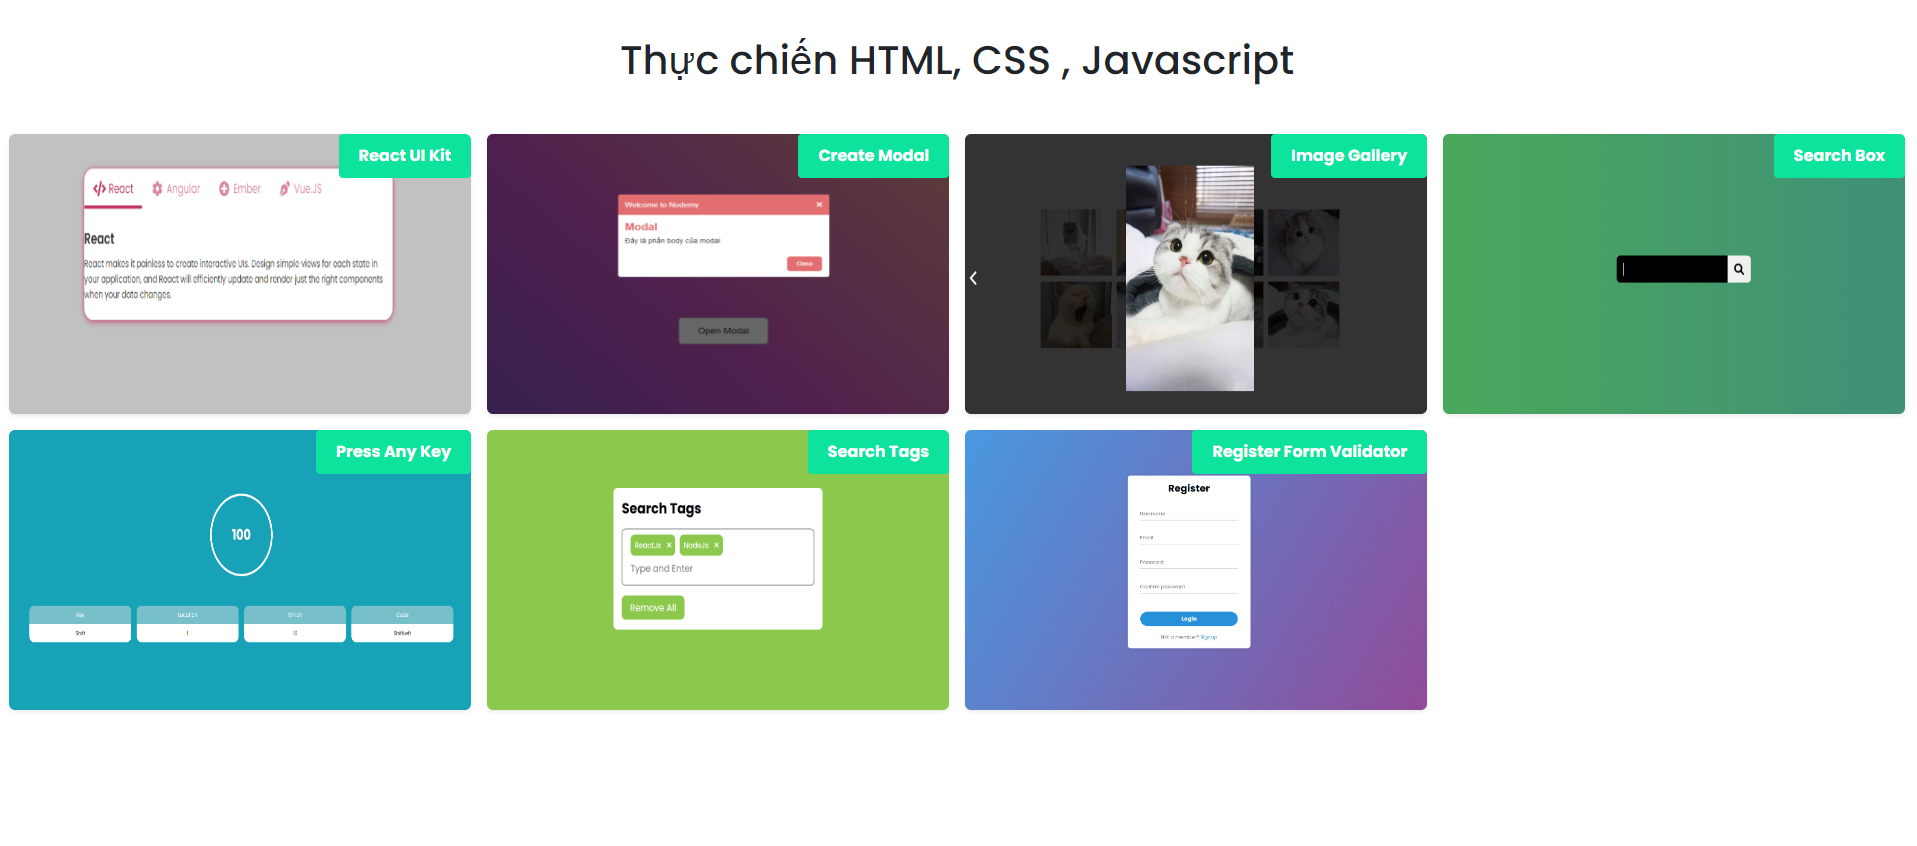 Thực chiến HTML, CSS , Javascript
React UI Kit
React
Angular
Ember
Vue.JS
React
React makes it painless to create interactive UIs. Design simple views for each state in
your application, and React will efficiently update and render just the right components
when your data changes.
Create Modal
Welcome to Nodemy
Modal
Đây là phần body của modal
Close
Open Modal
Image Gallery
Search Box
Press Any Key
100
Key
Location
Which
Code
Shift
1
16
ShiftLeft
Search Tags
Search Tags
ReactJs ×
NodeJs ×
Type and Enter
Remove All
Register Form Validator
Register
Username
Email
Password
Confirm password
Login
Not a member? Signup